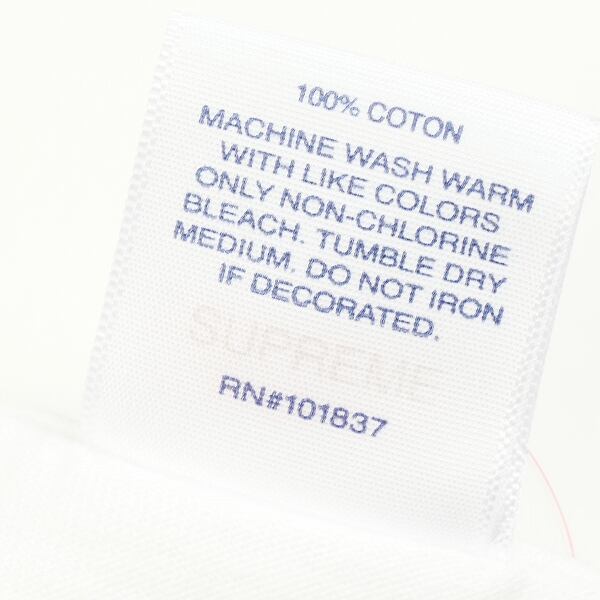 100% COTON
MACHINE WASH WARM
WITH LIKE COLORS
ONLY NON-CHLORINE
BLEACH. TUMBLE DRY
MEDIUM. DO NOT IRON
IF DECORATED.
SUPREME
RN#101837